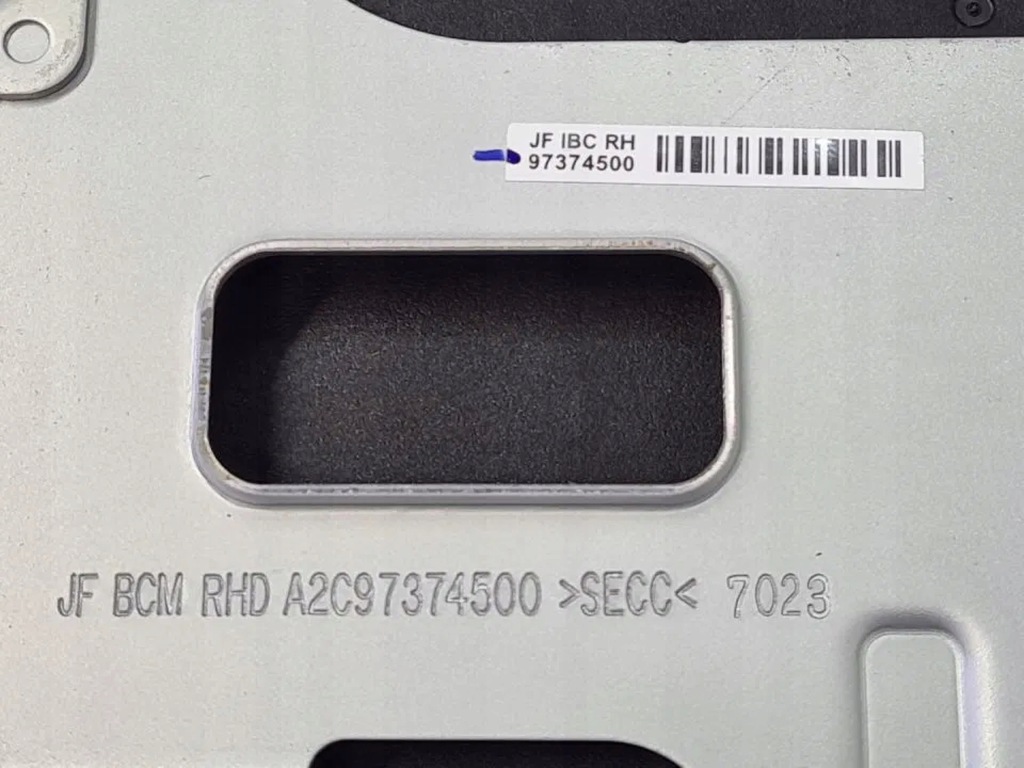 JF IBC RH
97374500
JF BCM RHD A2C97374500 >SECC< 7023